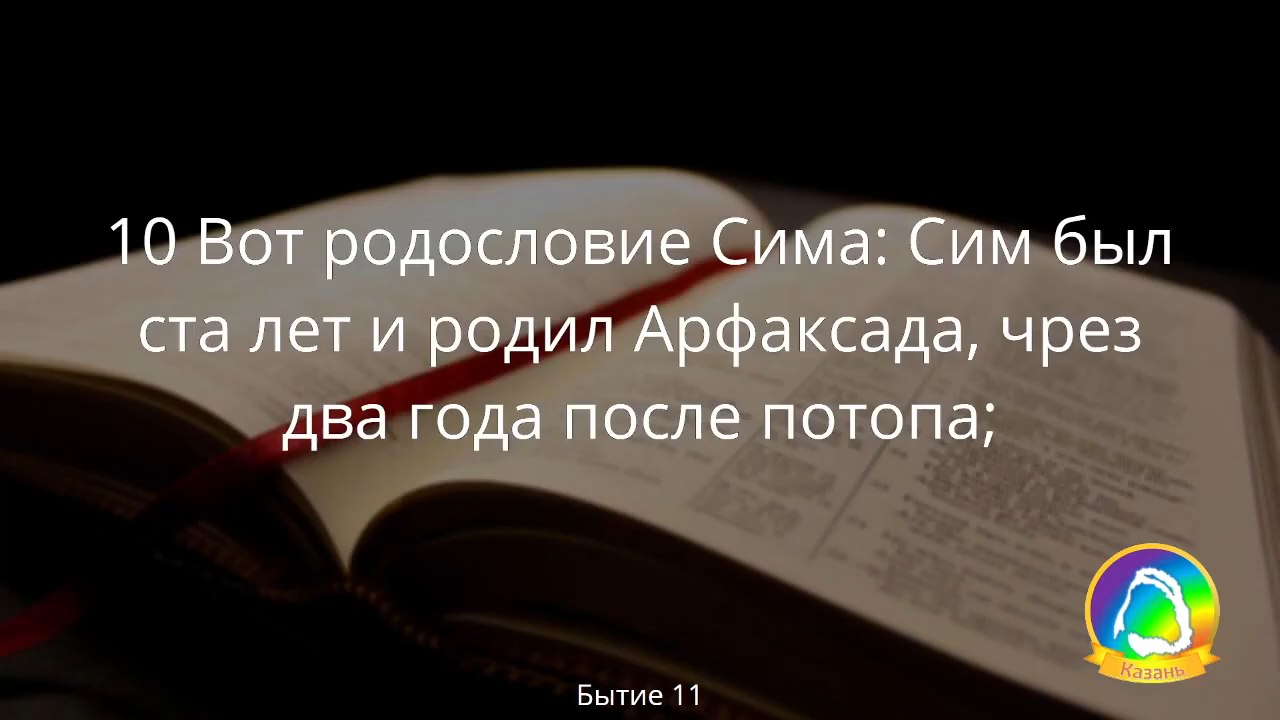 10 Вот родословие Сима: Сим был
ста лет и родил Арфаксада, чрез
два года после потопа;
Казань
Бытие 11